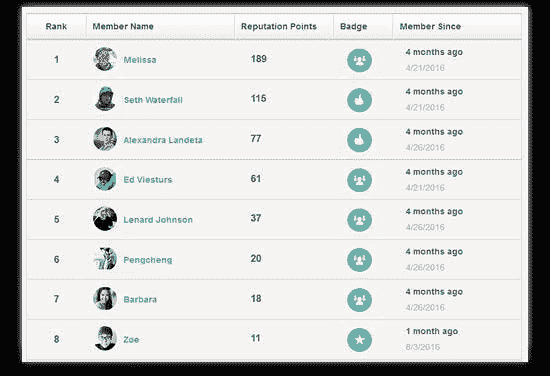 Rank Member Name Reputation Points Badge Member Since
1 Melissa 189 4 months ago
4/21/2016
2 Seth Waterfall 115 4 months ago
4/21/2016
3 Alexandra Landeta 77 4 months ago
4/26/2016
4 Ed Viesturs 61 4 months ago
4/21/2016
5 Lenard Johnson 37 4 months ago
4/26/2016
6 Pengcheng 20 4 months ago
4/26/2016
7 Barbara 18 4 months ago
4/26/2016
8 Zoe 11 1 month ago
8/3/2016